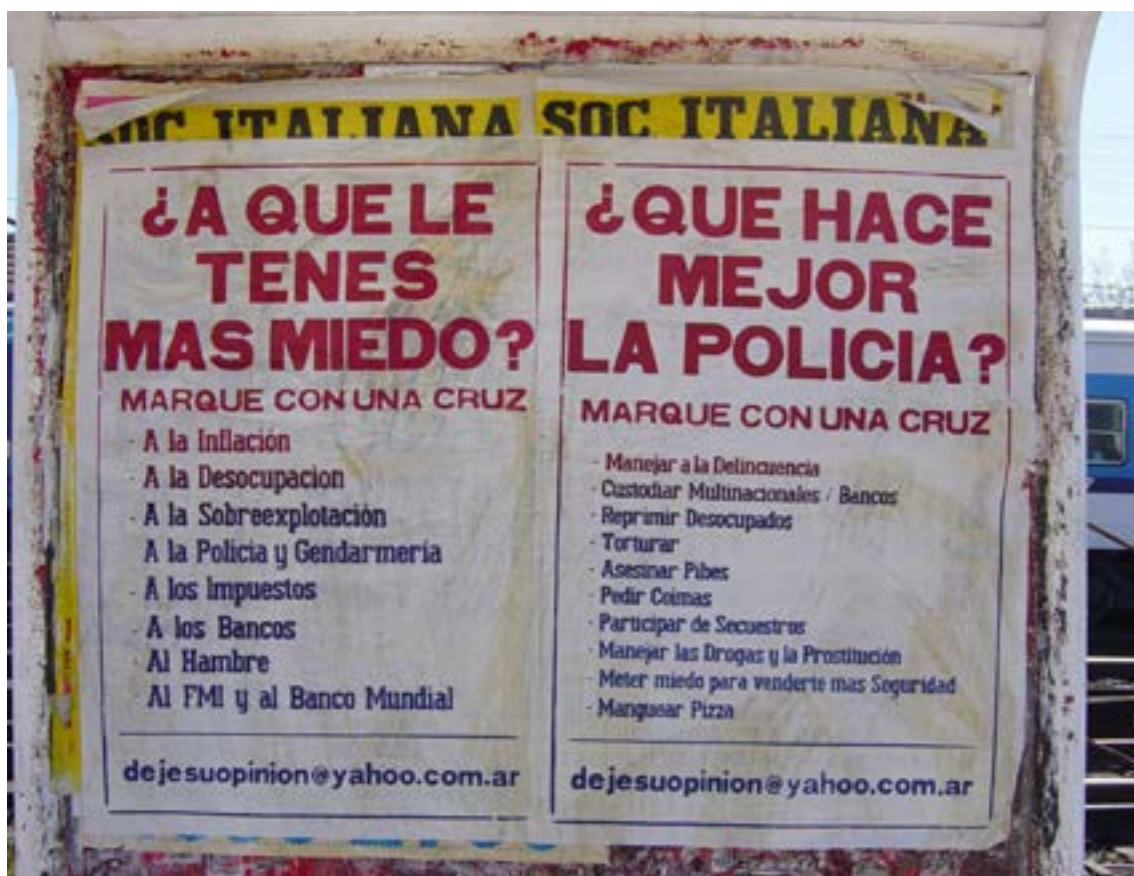 SOC ITALIANA
SOC ITALIANA
¿A QUE LE
TENES
MAS MIEDO?
MARQUE CON UNA CRUZ
- A la Inflación
- A la Desocupacion
- A la Sobreexplotación
- A la Policia y Gendarmería
- A los Impuestos
- A los Bancos
- Al Hambre
- Al FMI y al Banco Mundial
dejesuopinion@yahoo.com.ar
¿QUE HACE
MEJOR
LA POLICIA?
MARQUE CON UNA CRUZ
- Manejar a la Delincuencia
- Custodiar Multinacionales / Bancos
- Reprimir Desocupados
- Torturar
- Asesinar Pibes
- Pedir Coimas
- Participar de Secuestros
- Manejar las Drogas y la Prostitución
- Meter miedo para venderte mas Seguridad
- Manguear Pizza
dejesuopinion@yahoo.com.ar